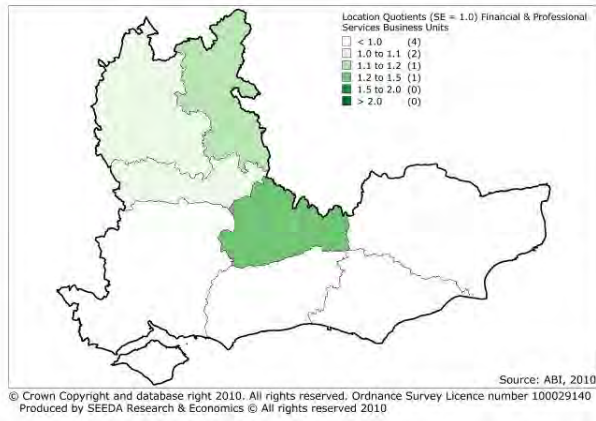 Location Quotients (SE = 1.0) Financial & Professional
Services Business Units
< 1.0 (4)
1.0 to 1.1 (2)
1.1 to 1.2 (1)
1.2 to 1.5 (1)
1.5 to 2.0 (0)
> 2.0 (0)
Source: ABI, 2010
© Crown Copyright and database right 2010. All rights reserved. Ordnance Survey Licence number 100029140
Produced by SEEDA Research & Economics © All rights reserved 2010